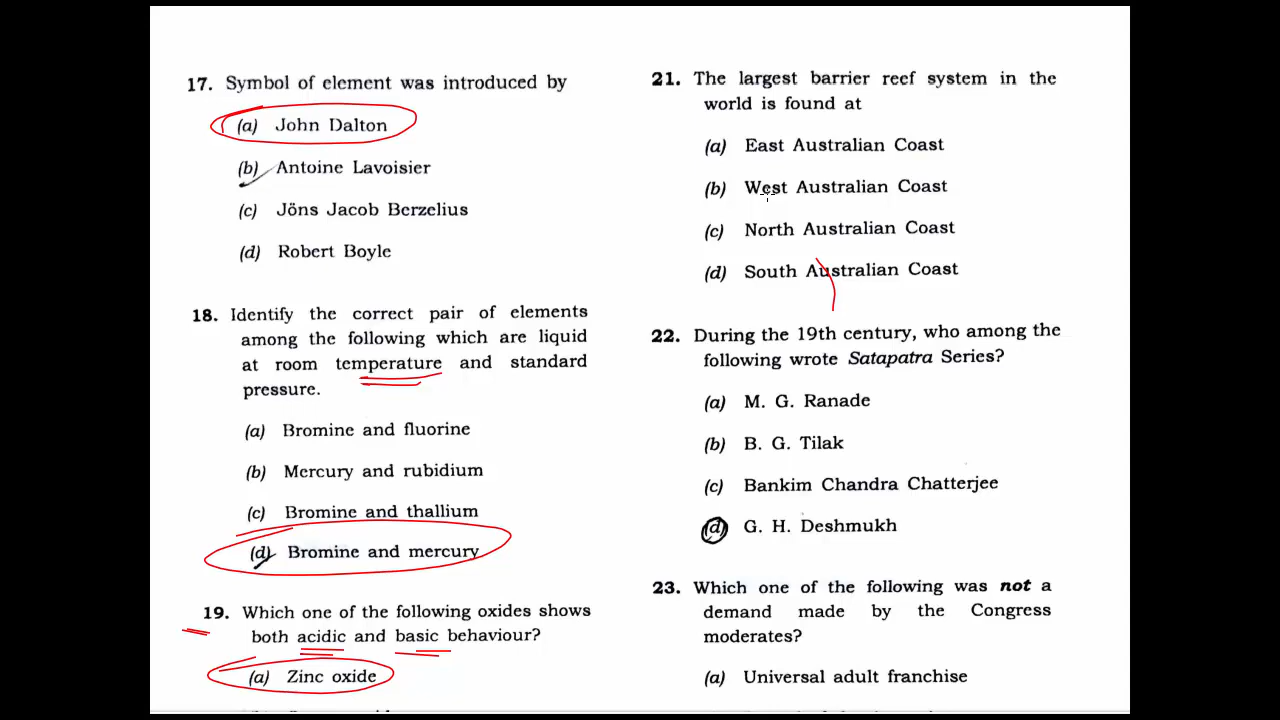 17. Symbol of element was introduced by
(a) John Dalton
(b) Antoine Lavoisier
(c) Jöns Jacob Berzelius
(d) Robert Boyle
18. Identify the correct pair of elements
among the following which are liquid
at room temperature and standard
pressure.
(a) Bromine and fluorine
(b) Mercury and rubidium
(c) Bromine and thallium
(d) Bromine and mercury
19. Which one of the following oxides shows
both acidic and basic behaviour?
(a) Zinc oxide
21. The largest barrier reef system in the
world is found at
(a) East Australian Coast
(b) West Australian Coast
(c) North Australian Coast
(d) South Australian Coast
22. During the 19th century, who among the
following wrote Satapatra Series?
(a) M. G. Ranade
(b) B. G. Tilak
(c) Bankim Chandra Chatterjee
(d) G. H. Deshmukh
23. Which one of the following was not a
demand made by the Congress
moderates?
(a) Universal adult franchise